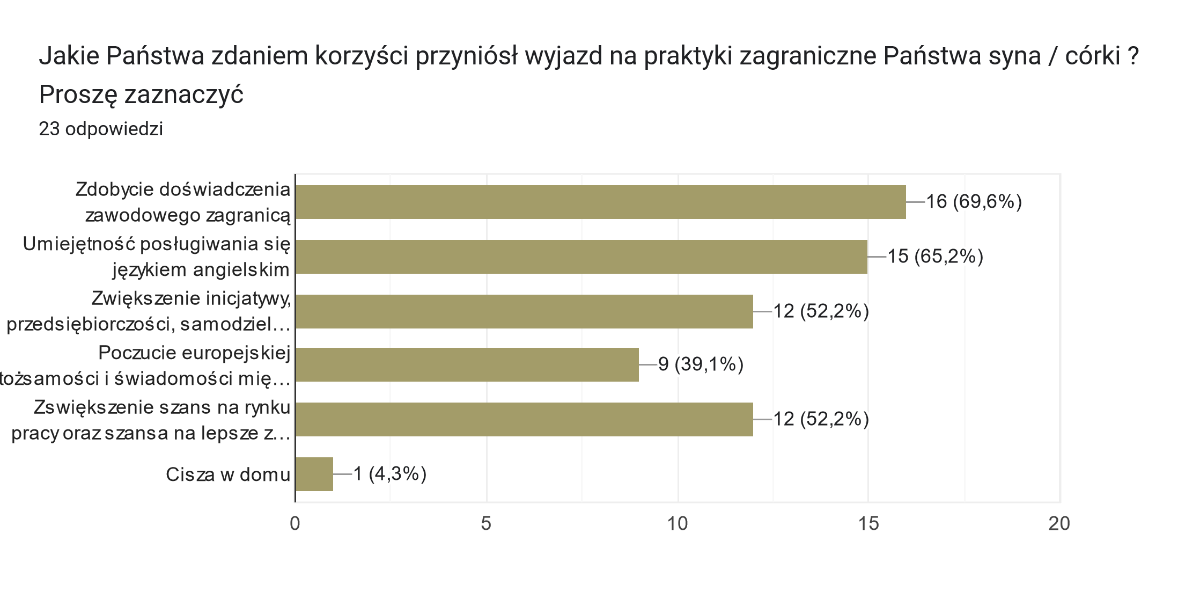 Jakie Państwa zdaniem korzyści przyniósł wyjazd na praktyki zagraniczne Państwa syna / córki ?
Proszę zaznaczyć
23 odpowiedzi
Zdobycie doświadczenia
zawodowego zagranicą
16 (69,6%)
Umiejętność posługiwania się
językiem angielskim
15 (65,2%)
Zwiększenie inicjatywy,
przedsiębiorczości, samodziel…
12 (52,2%)
Poczucie europejskiej
tożsamości i świadomości mię…
9 (39,1%)
Zswiększenie szans na rynku
pracy oraz szansa na lepsze z…
12 (52,2%)
Cisza w domu
1 (4,3%)
0 5 10 15 20